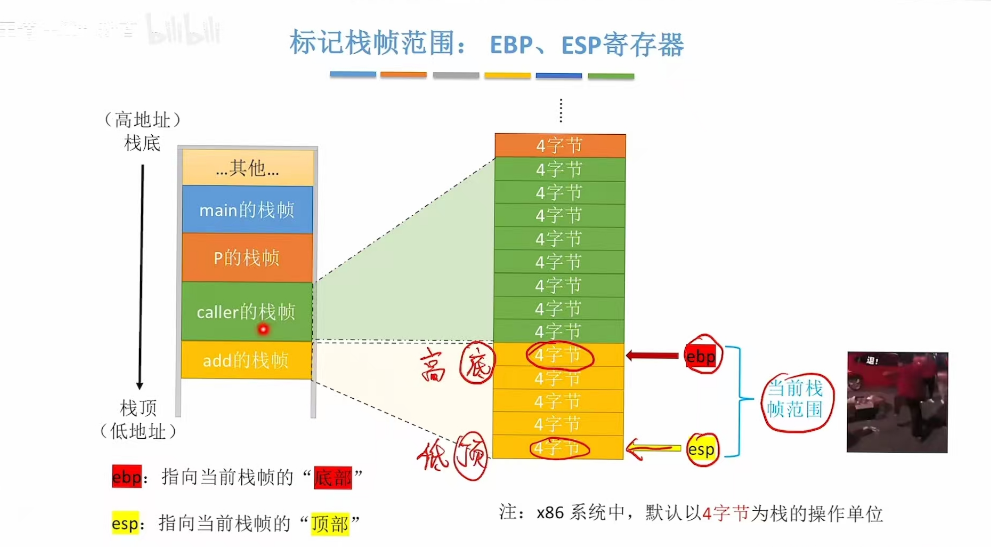 bilibili
标记栈帧范围： EBP、ESP寄存器
（高地址）
栈底
...其他...
main的栈帧
P的栈帧
caller的栈帧
add的栈帧
栈顶
（低地址）
4字节
4字节
4字节
4字节
4字节
4字节
4字节
4字节
4字节
4字节
4字节
4字节
4字节
4字节
高 底
低 顶
ebp
esp
当前栈
帧范围
退！
ebp：指向当前栈帧的“底部”
esp：指向当前栈帧的“顶部”
注：x86 系统中，默认以4字节为栈的操作单位